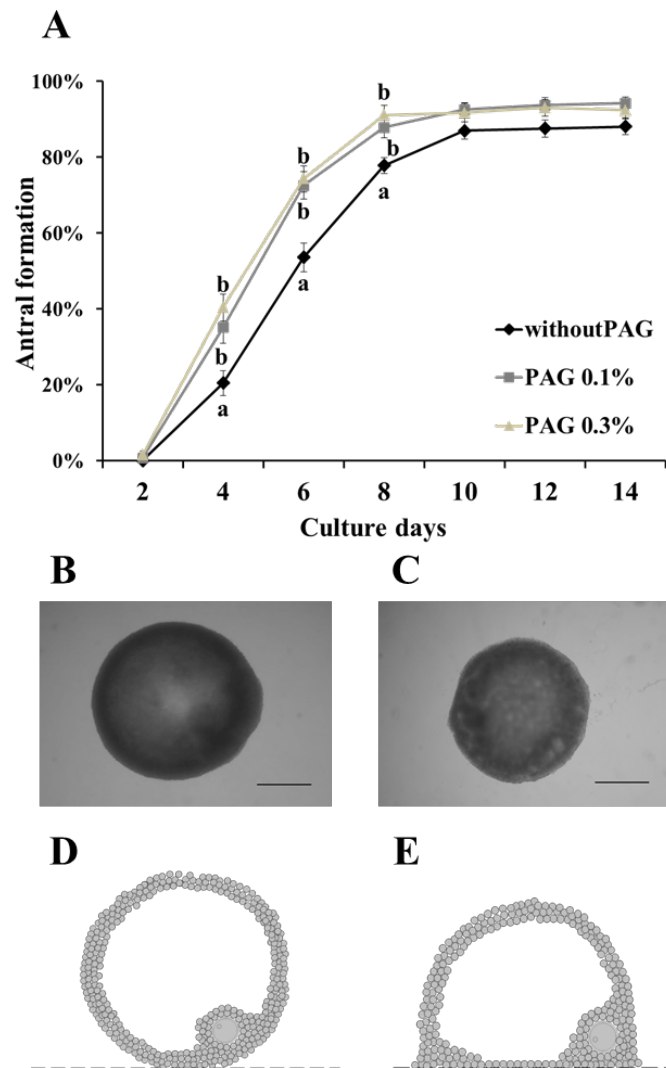 A
100%
80%
60%
40%
20%
0%
Antral formation
b
b
a
b
b
a
b
b
a
withoutPAG
PAG 0.1%
PAG 0.3%
2 4 6 8 10 12 14
Culture days
B C
D E